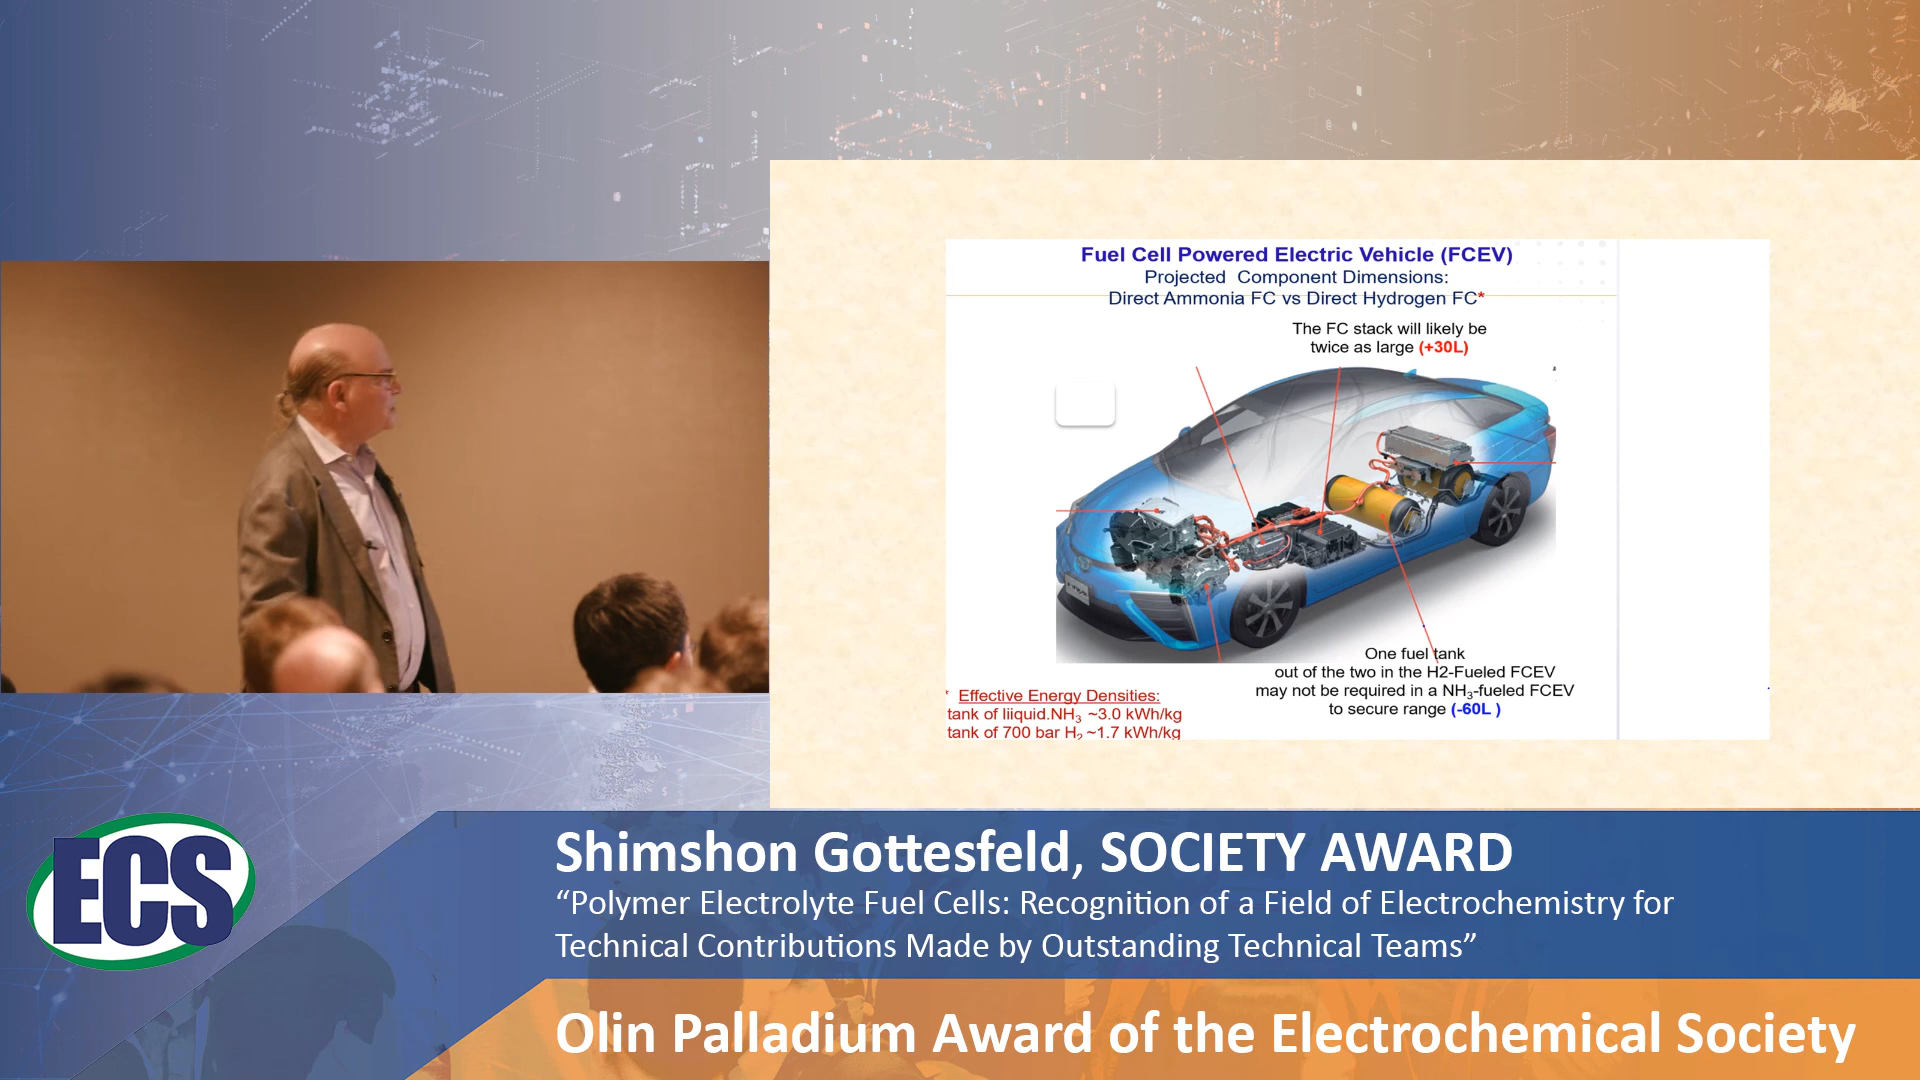 Fuel Cell Powered Electric Vehicle (FCEV)
Projected Component Dimensions:
Direct Ammonia FC vs Direct Hydrogen FC*
The FC stack will likely be
twice as large (+30L)
One fuel tank
out of the two in the H2-Fueled FCEV
may not be required in a NH₃-fueled FCEV
to secure range (-60L )
* Effective Energy Densities:
tank of liiquid.NH₃ ~3.0 kWh/kg
tank of 700 bar H₂ ~1.7 kWh/kg
ECS
Shimshon Gottesfeld, SOCIETY AWARD
“Polymer Electrolyte Fuel Cells: Recognition of a Field of Electrochemistry for
Technical Contributions Made by Outstanding Technical Teams”
Olin Palladium Award of the Electrochemical Society